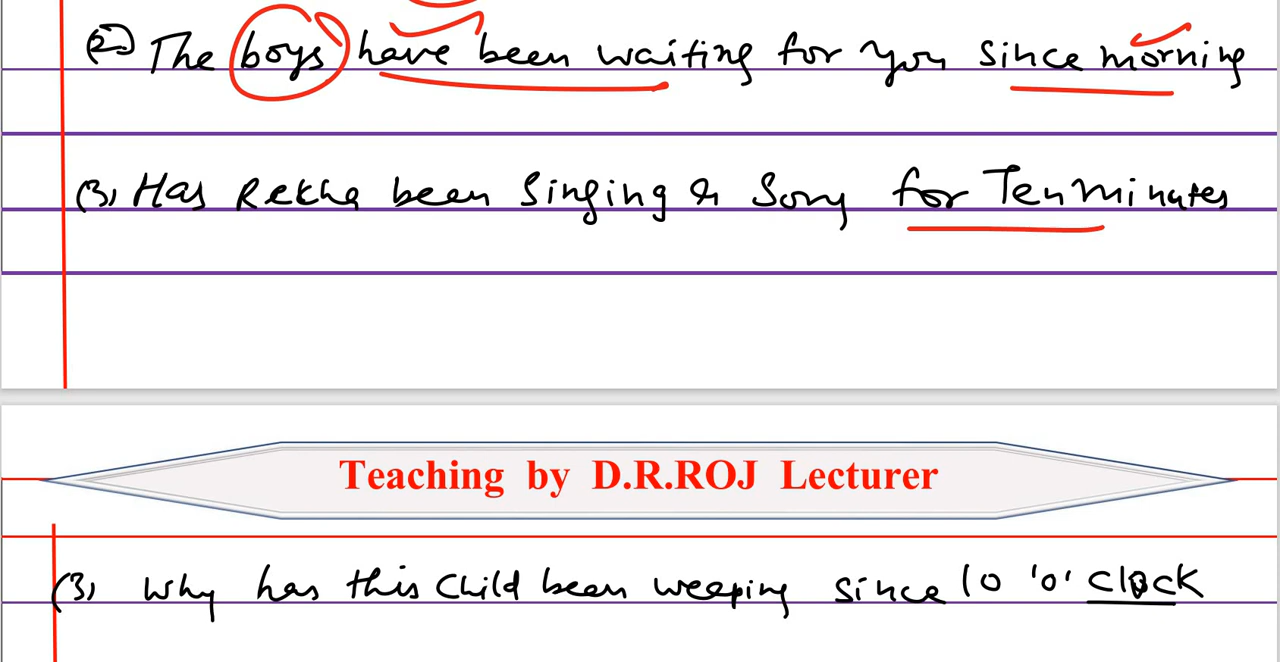 (2) The boys have been waiting for you since morning
(3) Has Rekha been singing a song for Ten minutes
Teaching by D.R.ROJ Lecturer
(3) Why has this child been weeping since 10 'o' clock